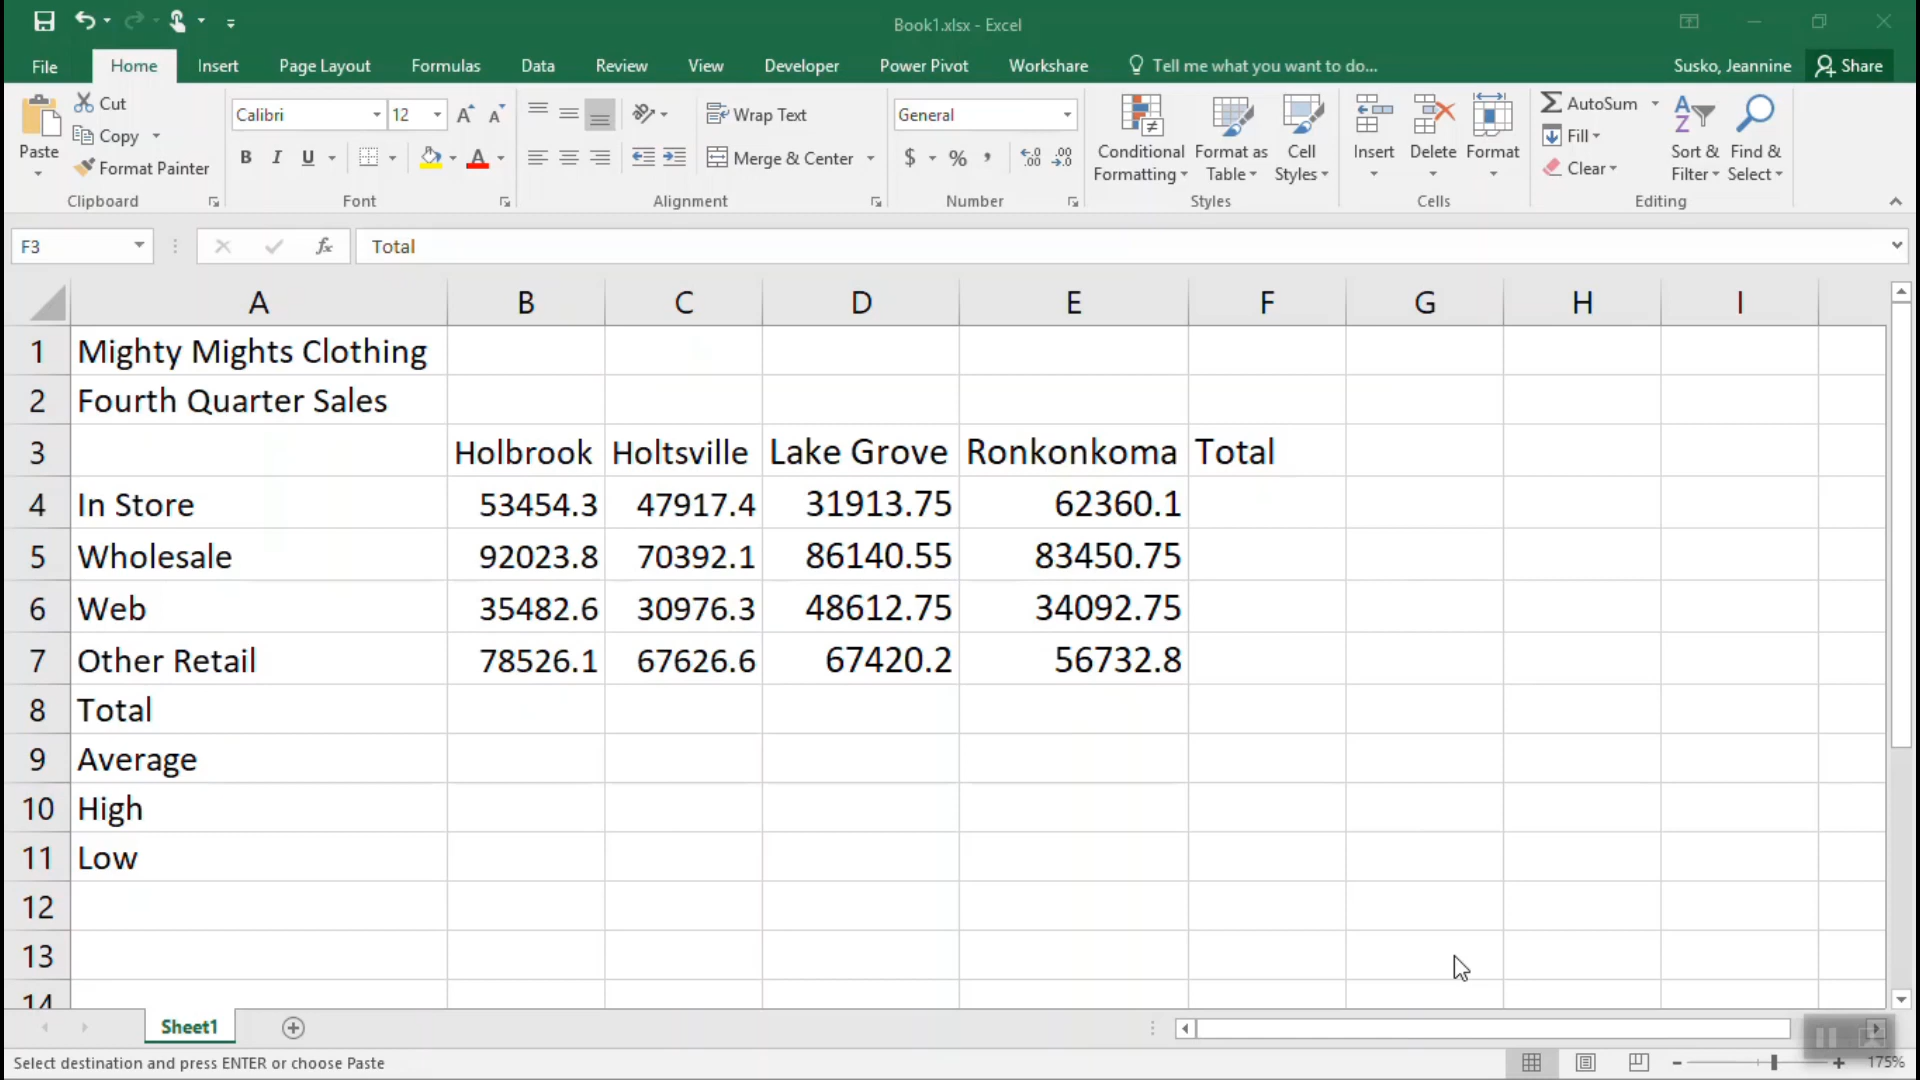 Book1.xlsx - Excel
File Home Insert Page Layout Formulas Data Review View Developer Power Pivot Workshare Tell me what you want to do... Susko, Jeannine Share
Paste Cut Copy Format Painter
Calibri 12
B I U
Wrap Text
Merge & Center
General
$ % ,
Conditional Formatting
Format as Table
Cell Styles
Insert Delete Format
AutoSum
Fill
Clear
Sort & Filter
Find & Select
Clipboard Font Alignment Number Styles Cells Editing
F3 fx Total
A B C D E F G H I
1 Mighty Mights Clothing
2 Fourth Quarter Sales
3 Holbrook Holtsville Lake Grove Ronkonkoma Total
4 In Store 53454.3 47917.4 31913.75 62360.1
5 Wholesale 92023.8 70392.1 86140.55 83450.75
6 Web 35482.6 30976.3 48612.75 34092.75
7 Other Retail 78526.1 67626.6 67420.2 56732.8
8 Total
9 Average
10 High
11 Low
12
13
14
Sheet1
Select destination and press ENTER or choose Paste 175%